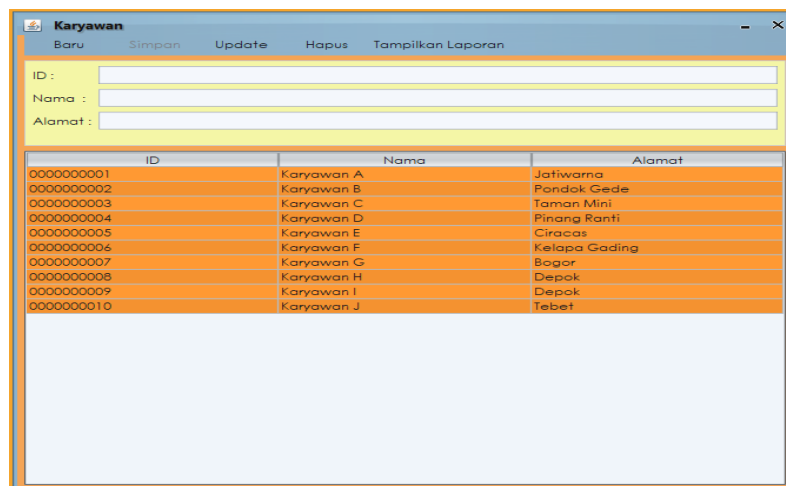 Karyawan
Baru Simpan Update Hapus Tampilkan Laporan
ID :
Nama :
Alamat :
ID Nama Alamat
0000000001 Karyawan A Jatiwarna
0000000002 Karyawan B Pondok Gede
0000000003 Karyawan C Taman Mini
0000000004 Karyawan D Pinang Ranti
0000000005 Karyawan E Ciracas
0000000006 Karyawan F Kelapa Gading
0000000007 Karyawan G Bogor
0000000008 Karyawan H Depok
0000000009 Karyawan I Depok
0000000010 Karyawan J Tebet